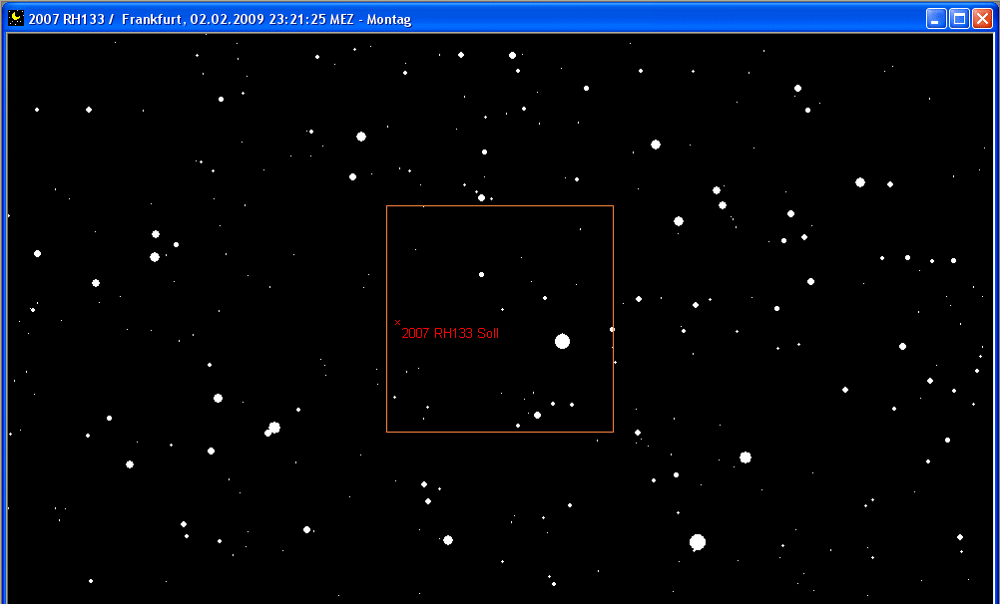 2007 RH133 / Frankfurt, 02.02.2009 23:21:25 MEZ - Montag
2007 RH133 Soll